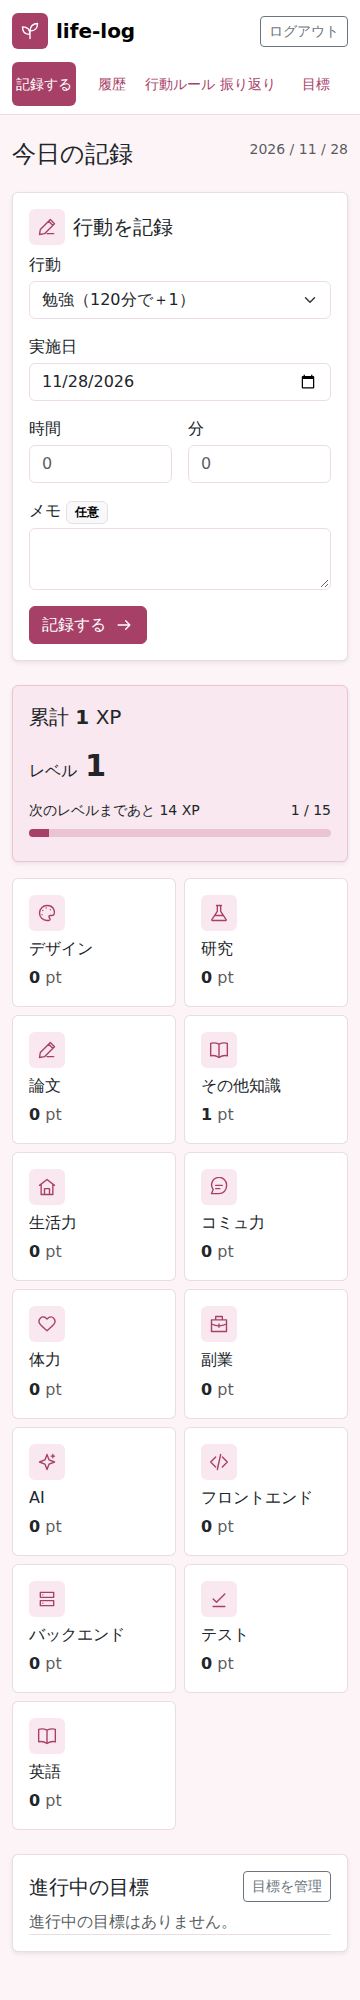 life-log
ログアウト
記録する 履歴 行動ルール 振り返り 目標
今日の記録
2026 / 11 / 28
行動を記録
行動
勉強（120分で＋1）
実施日
11/28/2026
時間 分
0 0
メモ 任意
記録する →
累計 1 XP
レベル 1
次のレベルまであと 14 XP 1 / 15
デザイン
0 pt
研究
0 pt
論文
0 pt
その他知識
1 pt
生活力
0 pt
コミュ力
0 pt
体力
0 pt
副業
0 pt
AI
0 pt
フロントエンド
0 pt
バックエンド
0 pt
テスト
0 pt
英語
0 pt
進行中の目標
目標を管理
進行中の目標はありません。